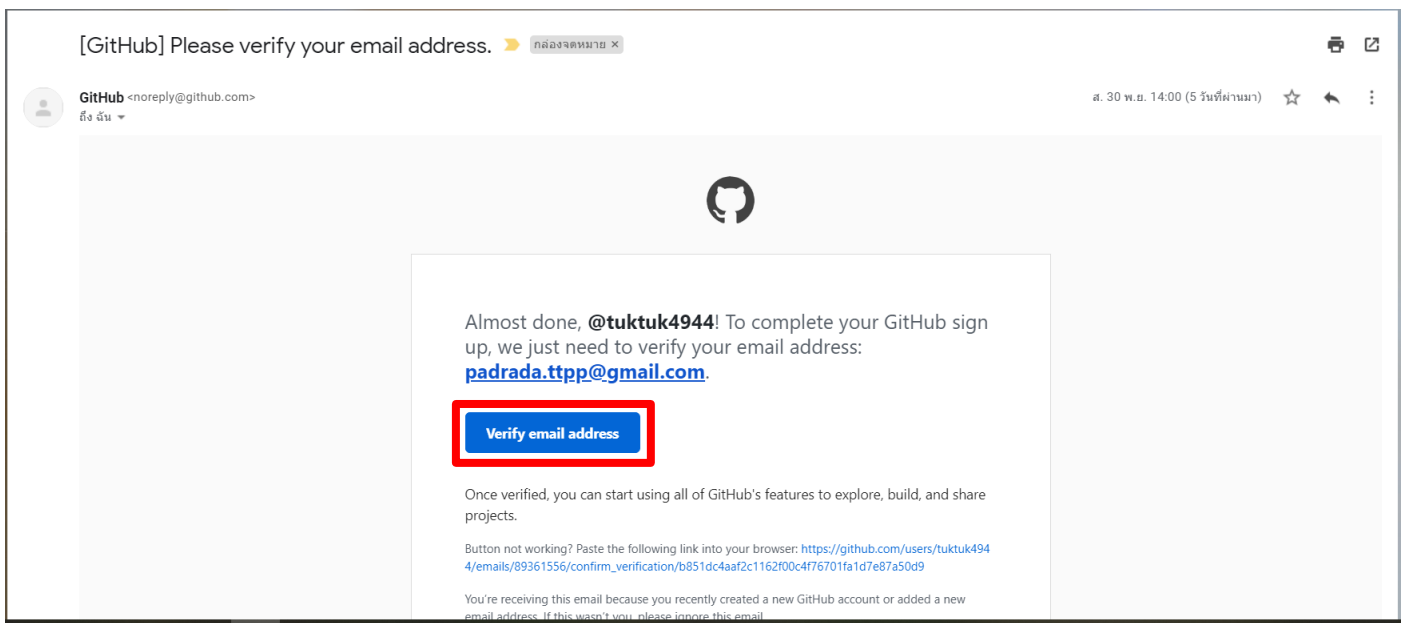 [GitHub] Please verify your email address.
กล่องจดหมาย ×
GitHub <noreply@github.com>
ส. 30 พ.ย. 14:00 (5 วันที่ผ่านมา)
ถึง ฉัน
Almost done, @tuktuk4944! To complete your GitHub sign
up, we just need to verify your email address:
padrada.ttpp@gmail.com.
Verify email address
Once verified, you can start using all of GitHub's features to explore, build, and share
projects.
Button not working? Paste the following link into your browser: https://github.com/users/tuktuk494
4/emails/89361556/confirm_verification/b851dc4aaf2c1162f00c4f76701fa1d7e87a50d9
You're receiving this email because you recently created a new GitHub account or added a new
email address. If this wasn't you, please ignore this email.